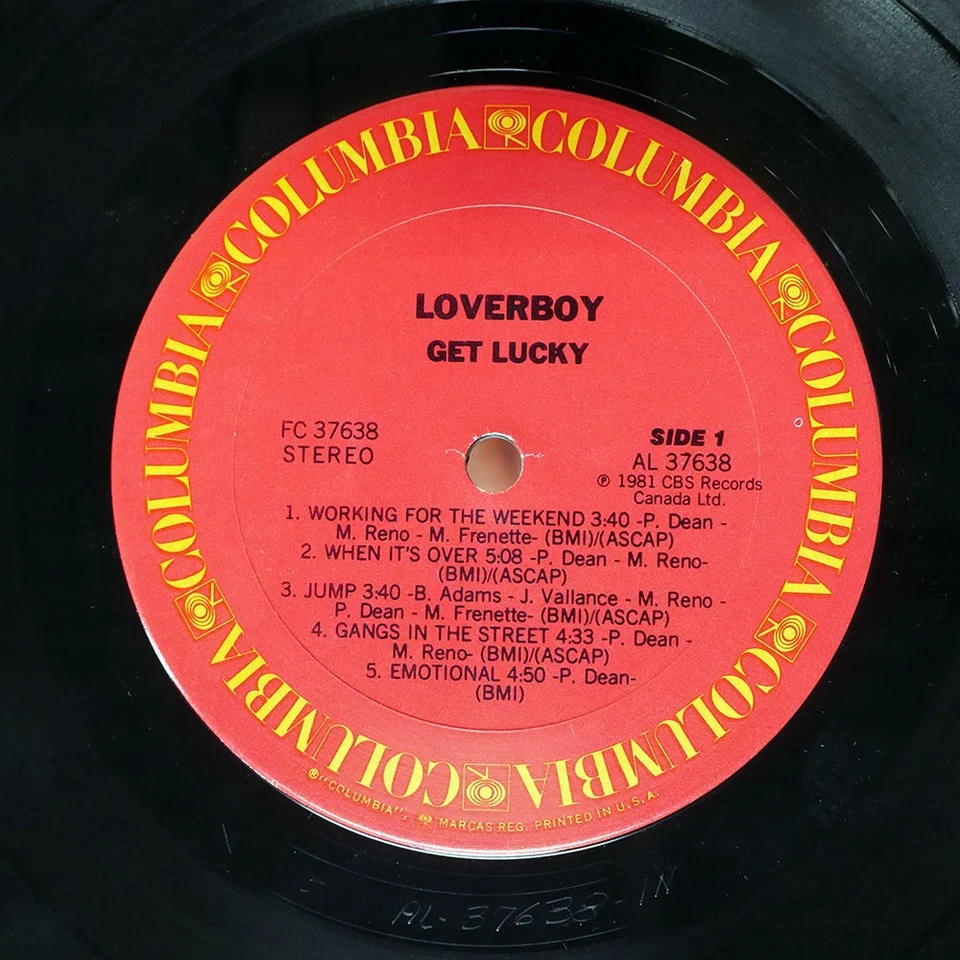 COLUMBIA COLUMBIA COLUMBIA COLUMBIA COLUMBIA COLUMBIA
LOVERBOY
GET LUCKY
FC 37638
STEREO
SIDE 1
AL 37638
℗ 1981 CBS Records
Canada Ltd.
1. WORKING FOR THE WEEKEND 3:40 -P. Dean -
M. Reno - M. Frenette- (BMI)/(ASCAP)
2. WHEN IT'S OVER 5:08 -P. Dean - M. Reno-
(BMI)/(ASCAP)
3. JUMP 3:40 -B. Adams - J. Vallance - M. Reno -
P. Dean - M. Frenette- (BMI)/(ASCAP)
4. GANGS IN THE STREET 4:33 -P. Dean -
M. Reno- (BMI)/(ASCAP)
5. EMOTIONAL 4:50 -P. Dean-
(BMI)
® "COLUMBIA", MARCAS REG. PRINTED IN U.S.A.
AL-37638-1N